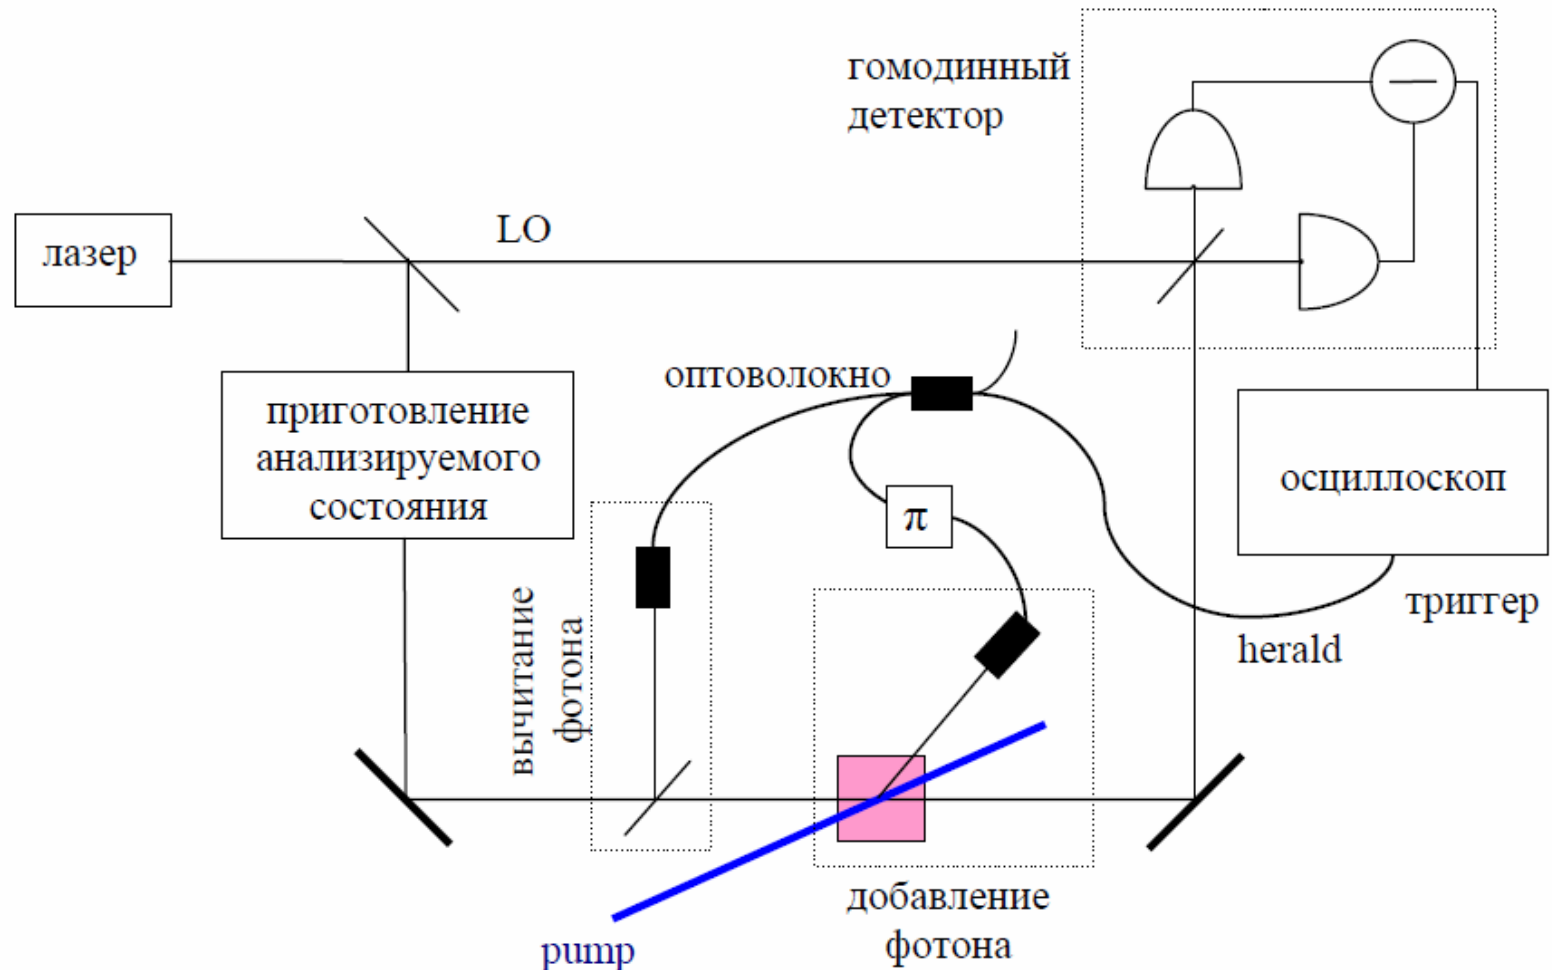 гомодинный
детектор
лазер
LO
оптоволокно
приготовление
анализируемого
состояния
π
осциллоскоп
вычитание
фотона
триггер
herald
добавление
фотона
pump